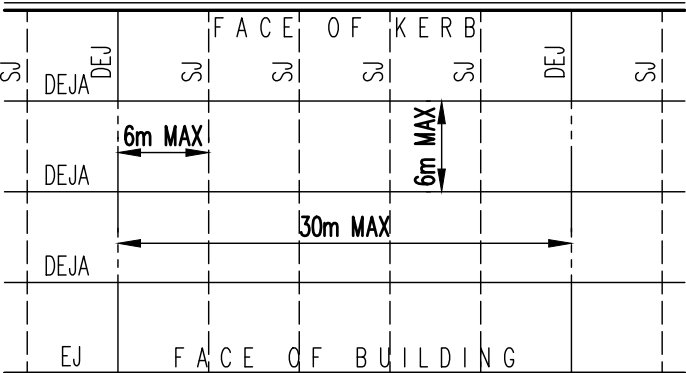 FACE OF KERB
SJ DEJ SJ SJ SJ SJ DEJ SJ
DEJA
6m MAX
6m MAX
DEJA
30m MAX
DEJA
EJ FACE OF BUILDING